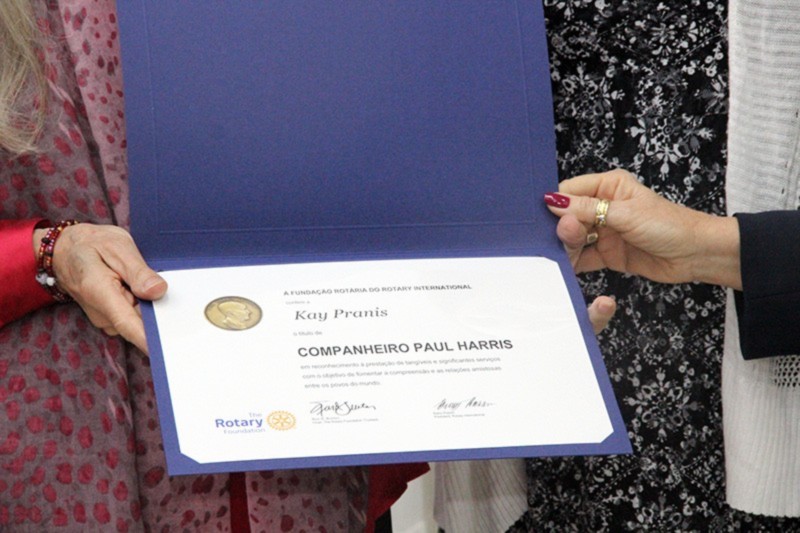 A FUNDAÇÃO ROTÁRIA DO ROTARY INTERNATIONAL
confere a
Kay Pranis
o título de
COMPANHEIRO PAUL HARRIS
em reconhecimento à prestação de tangíveis e significantes serviços
com o objetivo de fomentar a compreensão e as relações amistosas
entre os povos do mundo.
The
Rotary
Foundation